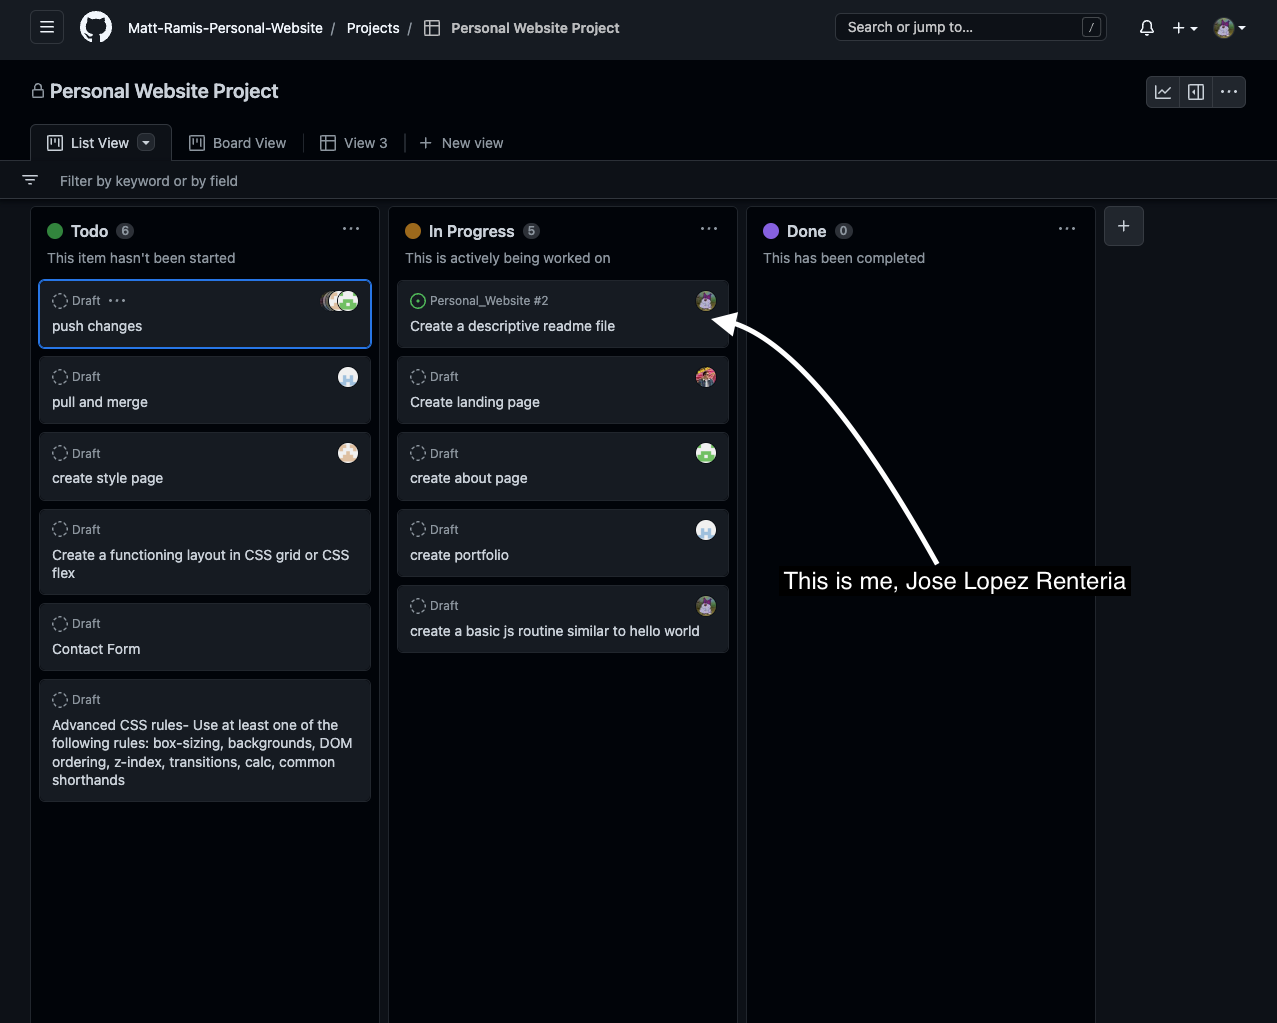 Matt-Ramis-Personal-Website / Projects / Personal Website Project
Search or jump to... /
Personal Website Project
List View
Board View
View 3
New view
Filter by keyword or by field
Todo 6
This item hasn't been started
Draft
push changes
Draft
pull and merge
Draft
create style page
Draft
Create a functioning layout in CSS grid or CSS
flex
Draft
Contact Form
Draft
Advanced CSS rules- Use at least one of the
following rules: box-sizing, backgrounds, DOM
ordering, z-index, transitions, calc, common
shorthands
In Progress 5
This is actively being worked on
Personal_Website #2
Create a descriptive readme file
Draft
Create landing page
Draft
create about page
Draft
create portfolio
Draft
create a basic js routine similar to hello world
Done 0
This has been completed
This is me, Jose Lopez Renteria